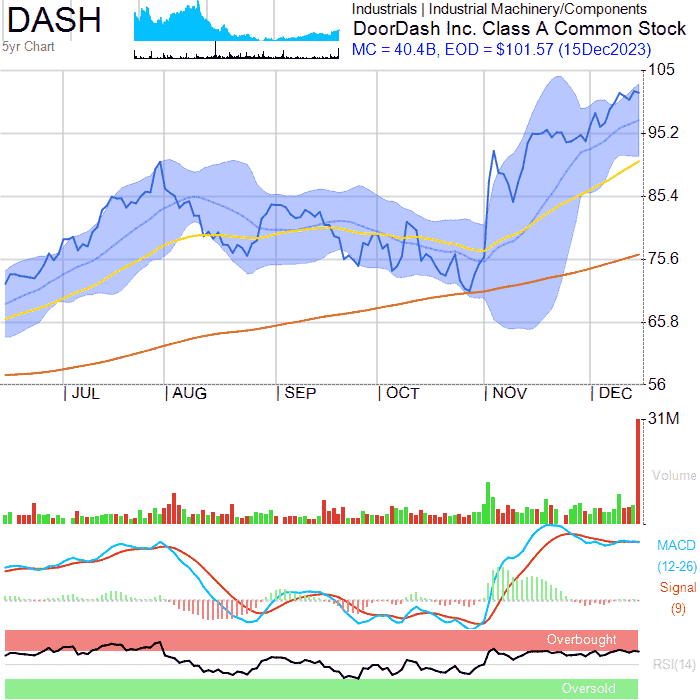 DASH
5yr Chart
Industrials | Industrial Machinery/Components
DoorDash Inc. Class A Common Stock
MC = 40.4B, EOD = $101.57 (15Dec2023)
105
95.2
85.4
75.6
65.8
56
JUL
AUG
SEP
OCT
NOV
DEC
31M
Volume
MACD
(12-26)
Signal
(9)
Overbought
RSI(14)
Oversold